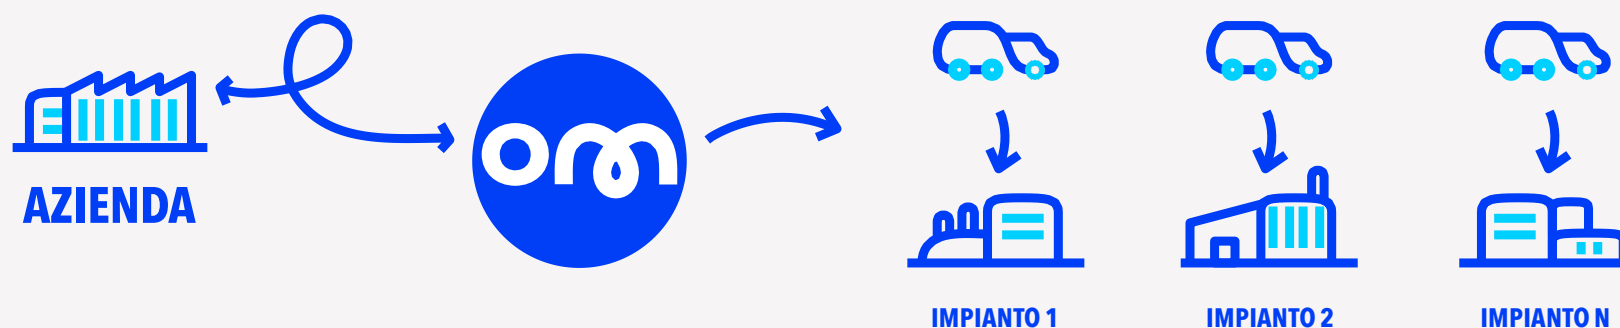 AZIENDA
om
IMPIANTO 1
IMPIANTO 2
IMPIANTO N